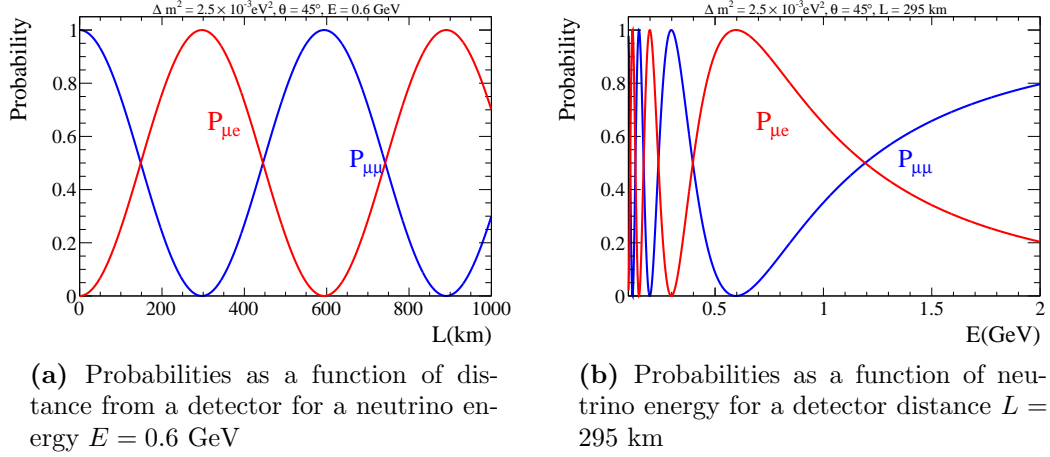 Δ m² = 2.5 × 10⁻³eV², θ = 45°, E = 0.6 GeV
Probability
1
0.8
0.6
0.4
0.2
0
P_μe
P_μμ
0 200 400 600 800 1000
L(km)
Δ m² = 2.5 × 10⁻³eV², θ = 45°, L = 295 km
Probability
1
0.8
0.6
0.4
0.2
0
P_μe
P_μμ
0.5 1 1.5 2
E(GeV)
(a) Probabilities as a function of dis-
tance from a detector for a neutrino en-
ergy E = 0.6 GeV
(b) Probabilities as a function of neu-
trino energy for a detector distance L =
295 km